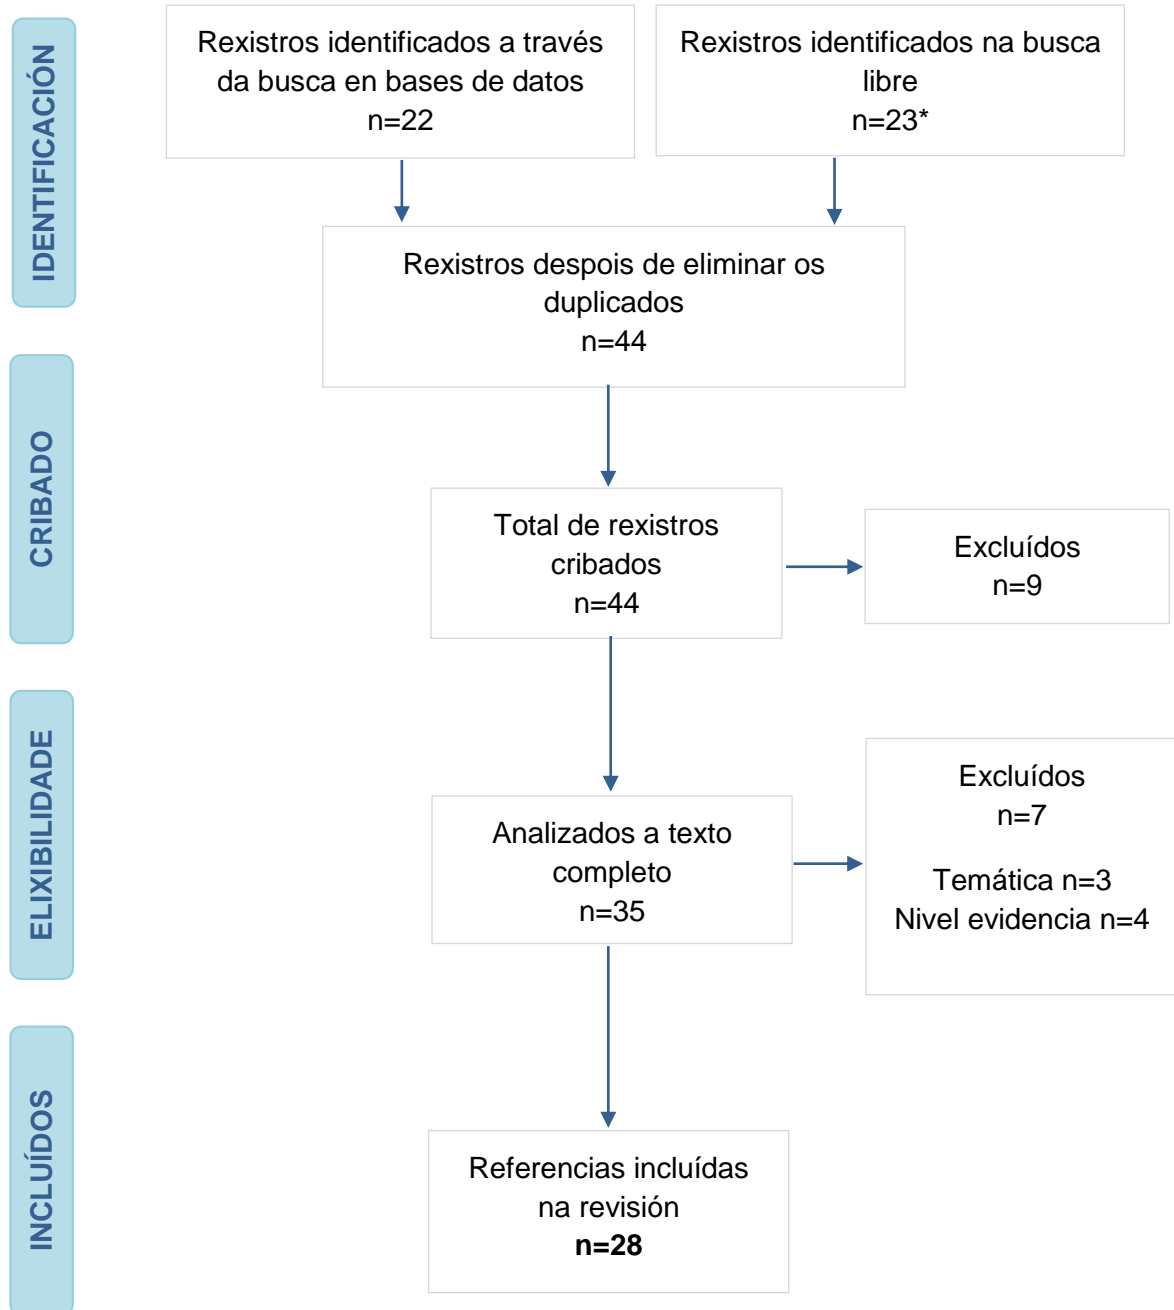 IDENTIFICACIÓN
Rexistros identificados a través
da busca en bases de datos
n=22
Rexistros identificados na busca
libre
n=23*
Rexistros despois de eliminar os
duplicados
n=44
CRIBADO
Total de rexistros
cribados
n=44
Excluídos
n=9
ELIXIBILIDADE
Analizados a texto
completo
n=35
Excluídos
n=7
Temática n=3
Nivel evidencia n=4
INCLUÍDOS
Referencias incluídas
na revisión
n=28